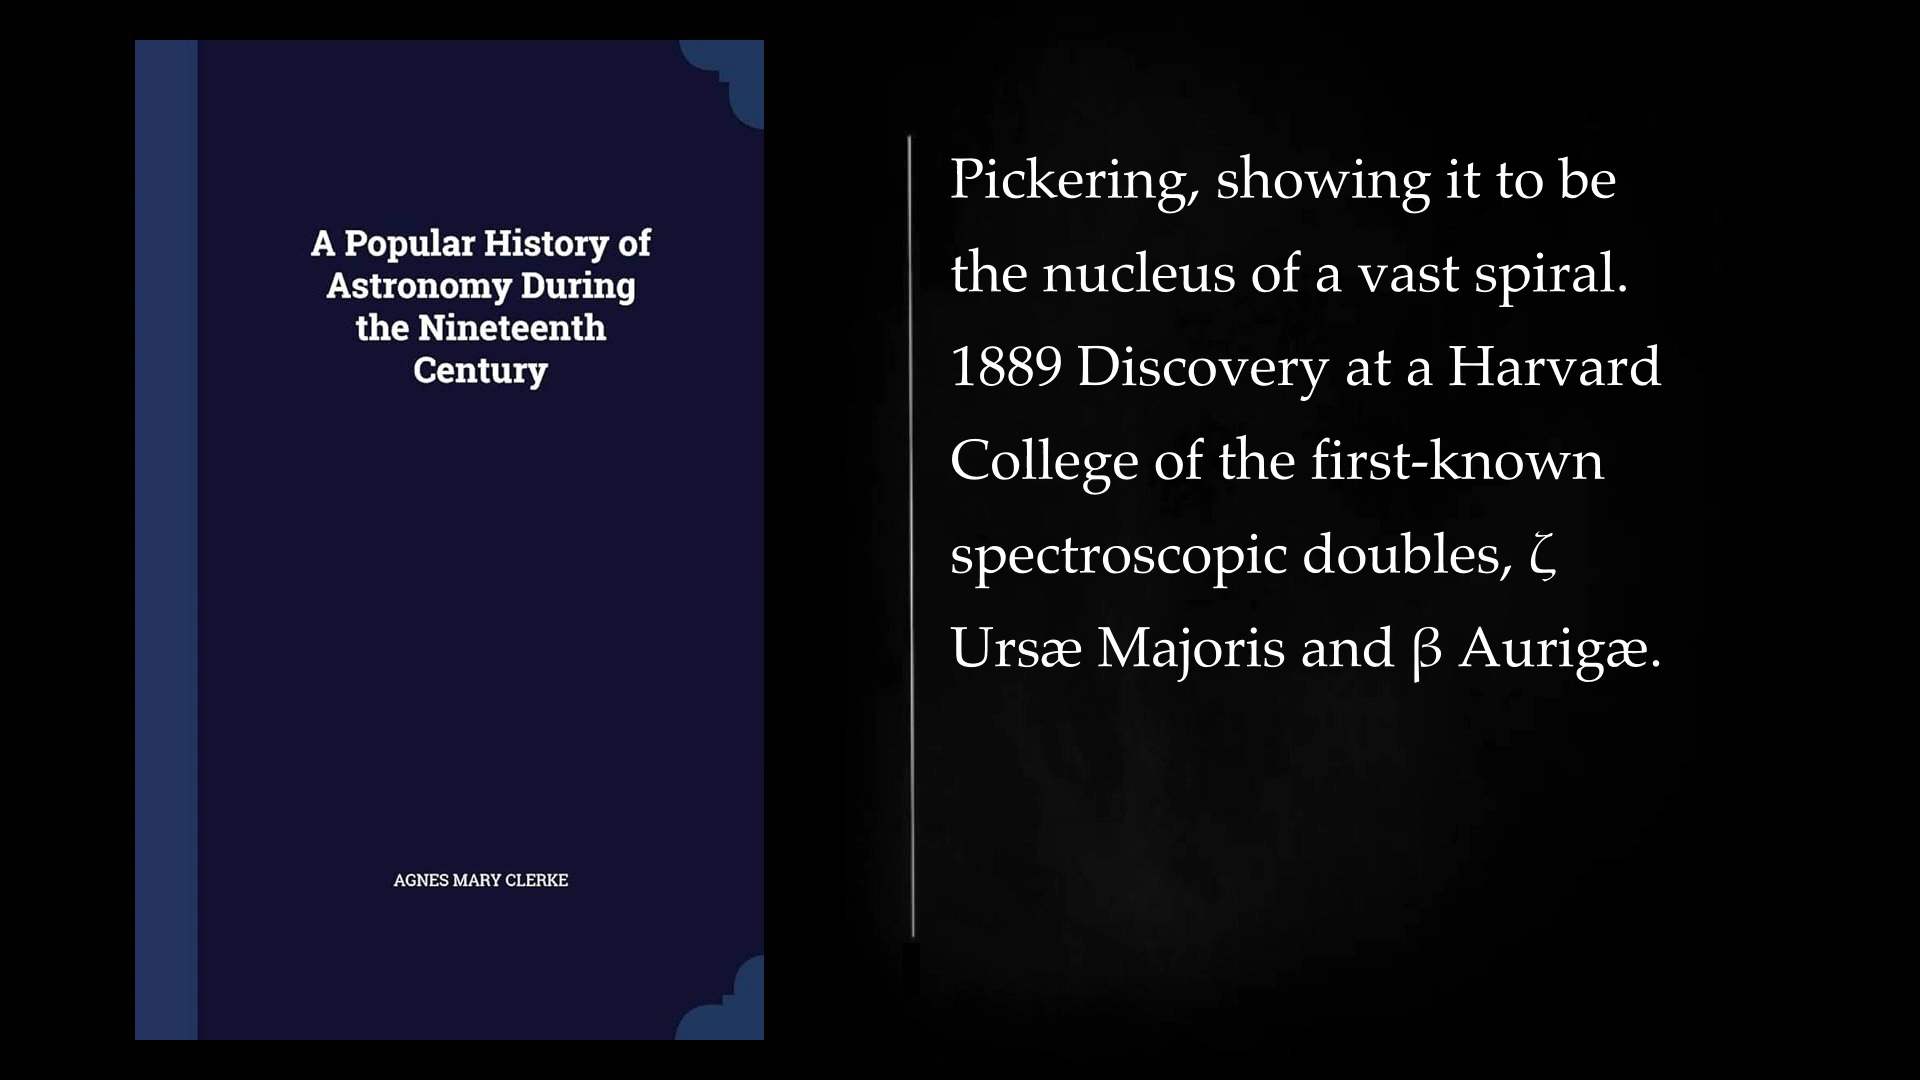 A Popular History of
Astronomy During
the Nineteenth
Century
AGNES MARY CLERKE
Pickering, showing it to be
the nucleus of a vast spiral.
1889 Discovery at a Harvard
College of the first-known
spectroscopic doubles, ζ
Ursæ Majoris and β Aurigæ.